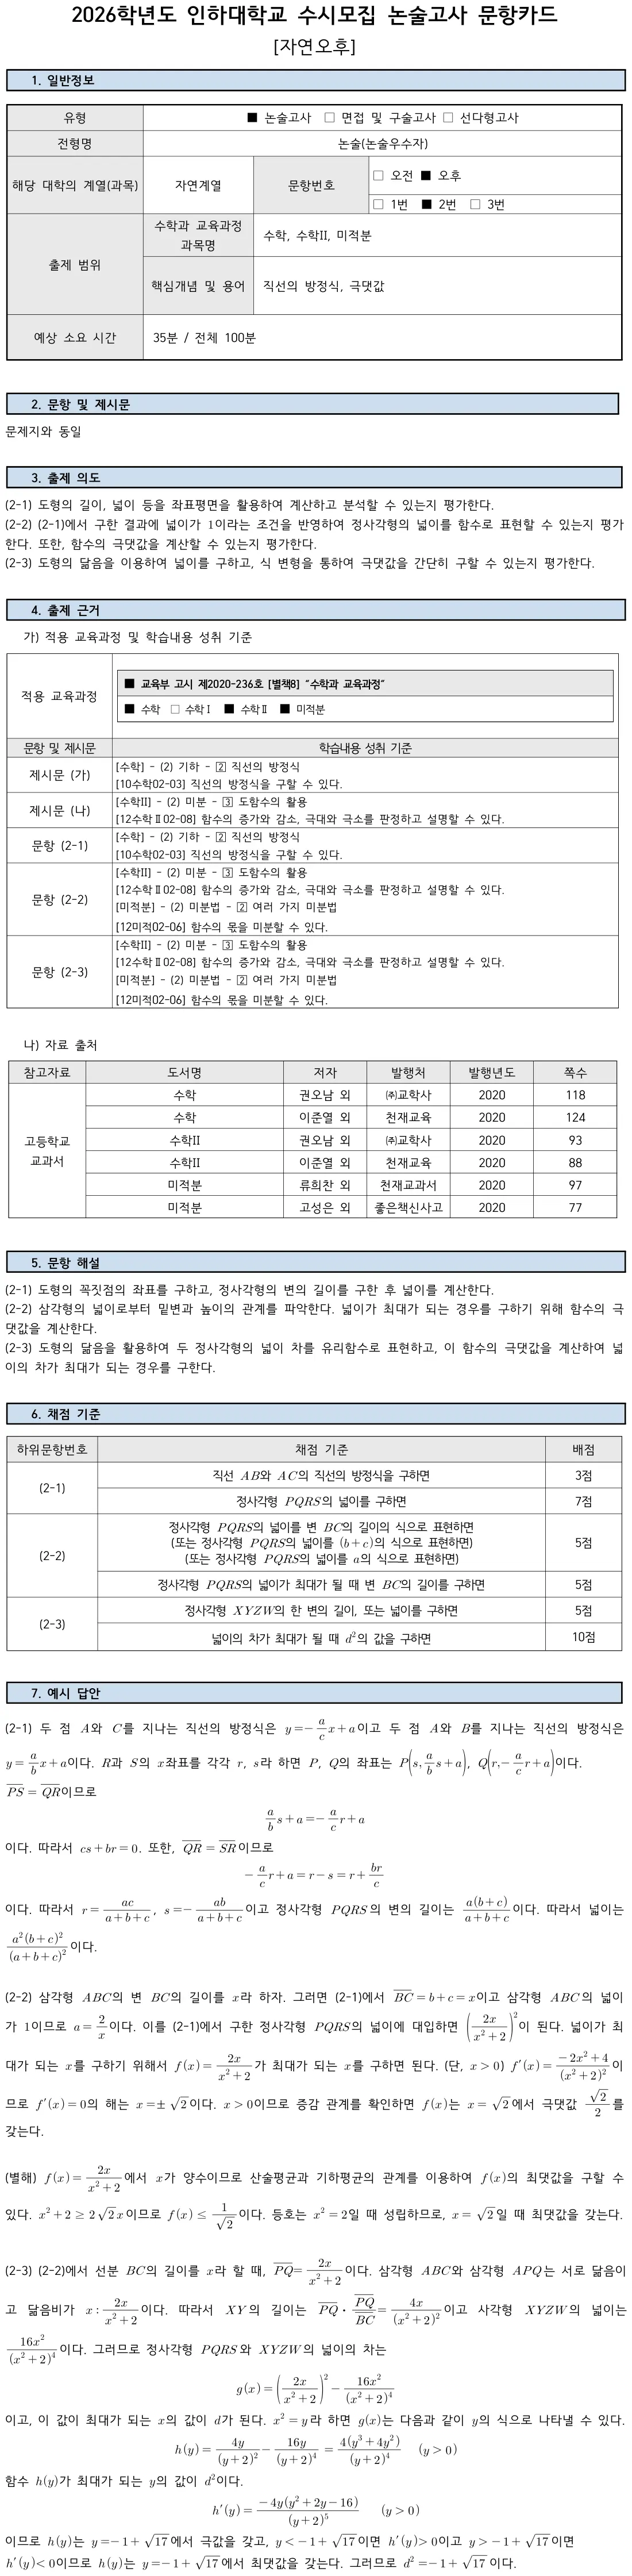 2026학년도 인하대학교 수시모집 논술고사 문항카드
[자연오후]
1. 일반정보
유형 ■ 논술고사 □ 면접 및 구술고사 □ 선다형고사
전형명 논술(논술우수자)
해당 대학의 계열(과목) 자연계열 문항번호 □ 오전 ■ 오후
□ 1번 ■ 2번 □ 3번
출제 범위 수학과 교육과정 과목명 수학, 수학II, 미적분
핵심개념 및 용어 직선의 방정식, 극댓값
예상 소요 시간 35분 / 전체 100분
2. 문항 및 제시문
문제지와 동일
3. 출제 의도
(2-1) 도형의 길이, 넓이 등을 좌표평면을 활용하여 계산하고 분석할 수 있는지 평가한다.
(2-2) (2-1)에서 구한 결과에 넓이가 1이라는 조건을 반영하여 정사각형의 넓이를 함수로 표현할 수 있는지 평가
한다. 또한, 함수의 극댓값을 계산할 수 있는지 평가한다.
(2-3) 도형의 닮음을 이용하여 넓이를 구하고, 식 변형을 통하여 극댓값을 간단히 구할 수 있는지 평가한다.
4. 출제 근거
가) 적용 교육과정 및 학습내용 성취 기준
적용 교육과정 ■ 교육부 고시 제2020-236호 [별책8] "수학과 교육과정"
■ 수학 □ 수학Ⅰ ■ 수학Ⅱ ■ 미적분
문항 및 제시문 학습내용 성취 기준
제시문 (가) [수학] - (2) 기하 - ② 직선의 방정식
[10수학02-03] 직선의 방정식을 구할 수 있다.
제시문 (나) [수학II] - (2) 미분 - ③ 도함수의 활용
[12수학Ⅱ02-08] 함수의 증가와 감소, 극대와 극소를 판정하고 설명할 수 있다.
문항 (2-1) [수학] - (2) 기하 - ② 직선의 방정식
[10수학02-03] 직선의 방정식을 구할 수 있다.
문항 (2-2) [수학II] - (2) 미분 - ③ 도함수의 활용
[12수학Ⅱ02-08] 함수의 증가와 감소, 극대와 극소를 판정하고 설명할 수 있다.
[미적분] - (2) 미분법 - ② 여러 가지 미분법
[12미적02-06] 함수의 몫을 미분할 수 있다.
문항 (2-3) [수학II] - (2) 미분 - ③ 도함수의 활용
[12수학Ⅱ02-08] 함수의 증가와 감소, 극대와 극소를 판정하고 설명할 수 있다.
[미적분] - (2) 미분법 - ② 여러 가지 미분법
[12미적02-06] 함수의 몫을 미분할 수 있다.
나) 자료 출처
참고자료 도서명 저자 발행처 발행년도 쪽수
고등학교 교과서 수학 권오남 외 ㈜교학사 2020 118
수학 이준열 외 천재교육 2020 124
수학II 권오남 외 ㈜교학사 2020 93
수학II 이준열 외 천재교육 2020 88
미적분 류희찬 외 천재교과서 2020 97
미적분 고성은 외 좋은책신사고 2020 77
5. 문항 해설
(2-1) 도형의 꼭짓점의 좌표를 구하고, 정사각형의 변의 길이를 구한 후 넓이를 계산한다.
(2-2) 삼각형의 넓이로부터 밑변과 높이의 관계를 파악한다. 넓이가 최대가 되는 경우를 구하기 위해 함수의 극
댓값을 계산한다.
(2-3) 도형의 닮음을 활용하여 두 정사각형의 넓이 차를 유리함수로 표현하고, 이 함수의 극댓값을 계산하여 넓
이의 차가 최대가 되는 경우를 구한다.
6. 채점 기준
하위문항번호 채점 기준 배점
(2-1) 직선 AB와 AC의 직선의 방정식을 구하면 3점
정사각형 PQRS의 넓이를 구하면 7점
(2-2) 정사각형 PQRS의 넓이를 변 BC의 길이의 식으로 표현하면
(또는 정사각형 PQRS의 넓이를 (b+c)의 식으로 표현하면)
(또는 정사각형 PQRS의 넓이를 a의 식으로 표현하면) 5점
정사각형 PQRS의 넓이가 최대가 될 때 변 BC의 길이를 구하면 5점
(2-3) 정사각형 XYZW의 한 변의 길이, 또는 넓이를 구하면 5점
넓이의 차가 최대가 될 때 d²의 값을 구하면 10점
7. 예시 답안
(2-1) 두 점 A와 C를 지나는 직선의 방정식은 y=-a/c x+a이고 두 점 A와 B를 지나는 직선의 방정식은
y=a/b x+a이다. R과 S의 x좌표를 각각 r, s라 하면 P, Q의 좌표는 P(s, a/b s+a), Q(r, -a/c r+a)이다.
PS = QR이므로
a/b s+a=-a/c r+a
이다. 따라서 cs+br=0. 또한, QR = SR이므로
-a/c r+a=r-s=r+br/c
이다. 따라서 r=ac/(a+b+c), s=-ab/(a+b+c)이고 정사각형 PQRS의 변의 길이는 a(b+c)/(a+b+c)이다. 따라서 넓이는
a²(b+c)²/(a+b+c)²이다.
(2-2) 삼각형 ABC의 변 BC의 길이를 x라 하자. 그러면 (2-1)에서 BC=b+c=x이고 삼각형 ABC의 넓이
가 1이므로 a=2/x이다. 이를 (2-1)에서 구한 정사각형 PQRS의 넓이에 대입하면 (2x/(x²+2))²이 된다. 넓이가 최
대가 되는 x를 구하기 위해서 f(x)=2x/(x²+2)가 최대가 되는 x를 구하면 된다. (단, x>0) f′(x)=(-2x²+4)/(x²+2)²이
므로 f′(x)=0의 해는 x=±√2이다. x>0이므로 증감 관계를 확인하면 f(x)는 x=√2에서 극댓값 √2/2를
갖는다.
(별해) f(x)=2x/(x²+2)에서 x가 양수이므로 산술평균과 기하평균의 관계를 이용하여 f(x)의 최댓값을 구할 수
있다. x²+2≥2√2x이므로 f(x)≤1/√2이다. 등호는 x²=2일 때 성립하므로, x=√2일 때 최댓값을 갖는다.
(2-3) (2-2)에서 선분 BC의 길이를 x라 할 때, PQ=2x/(x²+2)이다. 삼각형 ABC와 삼각형 APQ는 서로 닮음이
고 닮음비가 x : 2x/(x²+2)이다. 따라서 XY의 길이는 PQ·PQ/BC=4x/(x²+2)²이고 사각형 XYZW의 넓이는
16x²/(x²+2)⁴이다. 그러므로 정사각형 PQRS와 XYZW의 넓이의 차는
g(x)=(2x/(x²+2))²-16x²/(x²+2)⁴
이고, 이 값이 최대가 되는 x의 값이 d가 된다. x²=y라 하면 g(x)는 다음과 같이 y의 식으로 나타낼 수 있다.
h(y)=4y/(y+2)²-16y/(y+2)⁴=4(y³+4y²)/(y+2)⁴ (y>0)
함수 h(y)가 최대가 되는 y의 값이 d²이다.
h′(y)=-4y(y²+2y-16)/(y+2)⁵ (y>0)
이므로 h(y)는 y=-1+√17에서 극값을 갖고, y<-1+√17이면 h′(y)>0이고 y>-1+√17이면
h′(y)<0이므로 h(y)는 y=-1+√17에서 최댓값을 갖는다. 그러므로 d²=-1+√17이다.